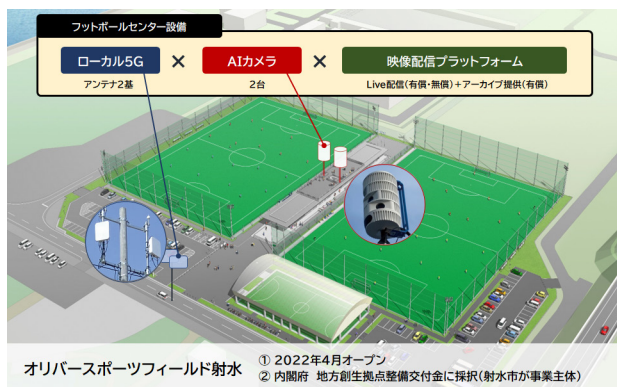 フットボールセンター設備
ローカル5G × AIカメラ × 映像配信プラットフォーム
アンテナ2基 2台 Live配信(有償・無償)+アーカイブ提供(有償)
オリバースポーツフィールド射水
① 2022年4月オープン
② 内閣府 地方創生拠点整備交付金に採択(射水市が事業主体)